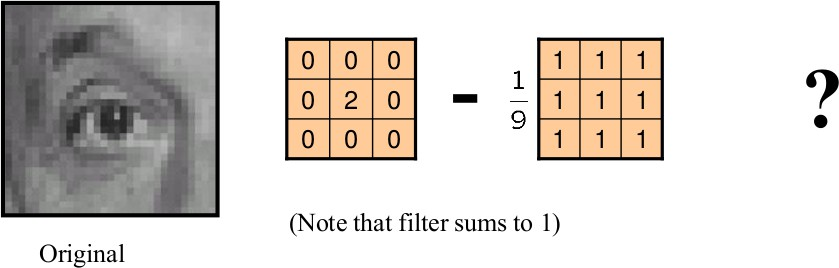 0 0 0
0 2 0
0 0 0
-
1
9
1 1 1
1 1 1
1 1 1
?
(Note that filter sums to 1)
Original